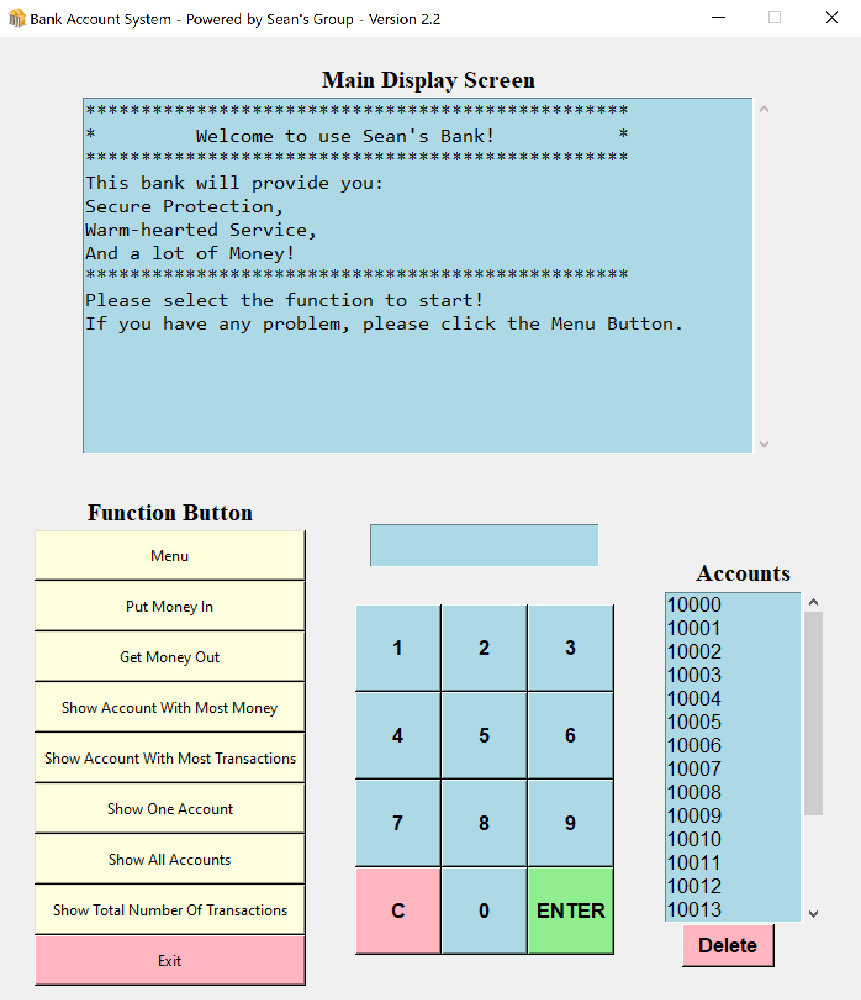 Bank Account System - Powered by Sean's Group - Version 2.2
Main Display Screen
*************************************************
*         Welcome to use Sean's Bank!           *
*************************************************
This bank will provide you:
Secure Protection,
Warm-hearted Service,
And a lot of Money!
*************************************************
Please select the function to start!
If you have any problem, please click the Menu Button.
Function Button
Menu
Put Money In
Get Money Out
Show Account With Most Money
Show Account With Most Transactions
Show One Account
Show All Accounts
Show Total Number Of Transactions
Exit
1 2 3
4 5 6
7 8 9
C 0 ENTER
Accounts
10000
10001
10002
10003
10004
10005
10006
10007
10008
10009
10010
10011
10012
10013
Delete